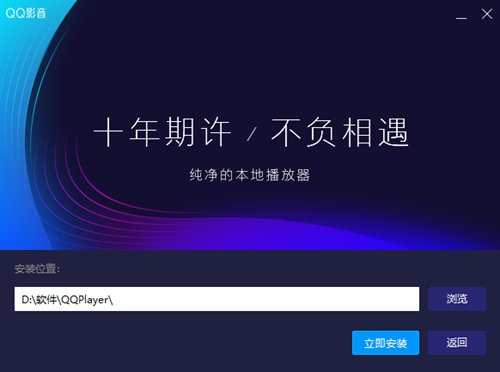 QQ影音
十年期许 / 不负相遇
纯净的本地播放器
安装位置:
D:\软件\QQPlayer\ 浏览
立即安装 返回